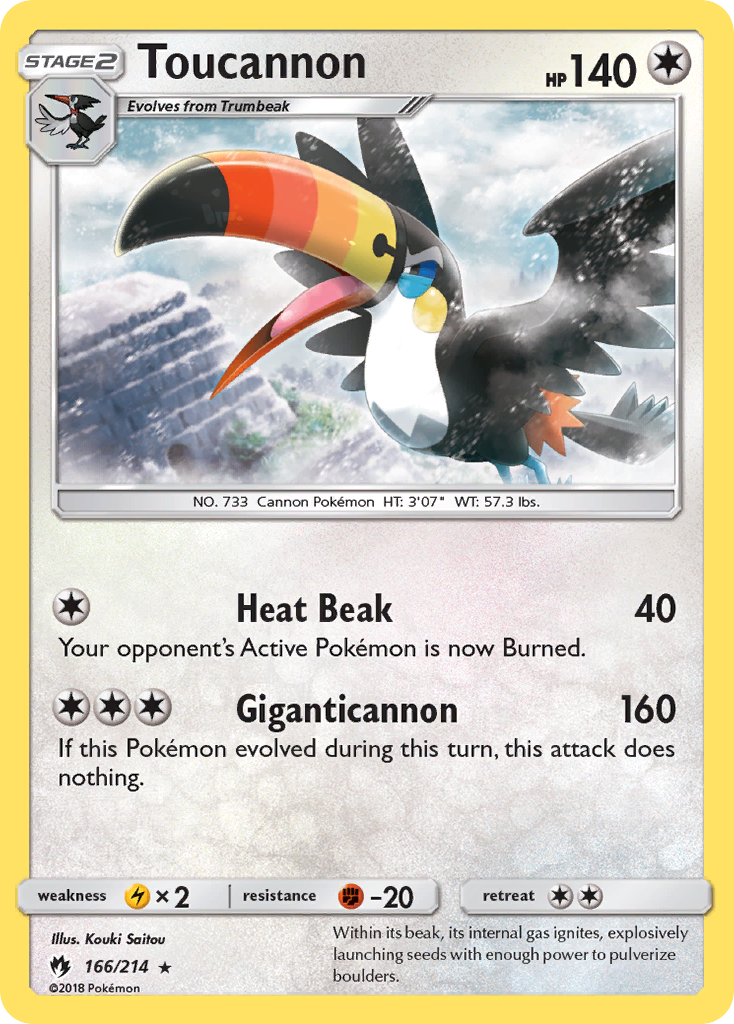 STAGE2 Toucannon HP 140
Evolves from Trumbeak
NO. 733 Cannon Pokémon HT: 3'07" WT: 57.3 lbs.
Heat Beak 40
Your opponent's Active Pokémon is now Burned.
Giganticannon 160
If this Pokémon evolved during this turn, this attack does
nothing.
weakness ×2 resistance -20 retreat
Illus. Kouki Saitou
166/214 ★
©2018 Pokémon
Within its beak, its internal gas ignites, explosively
launching seeds with enough power to pulverize
boulders.